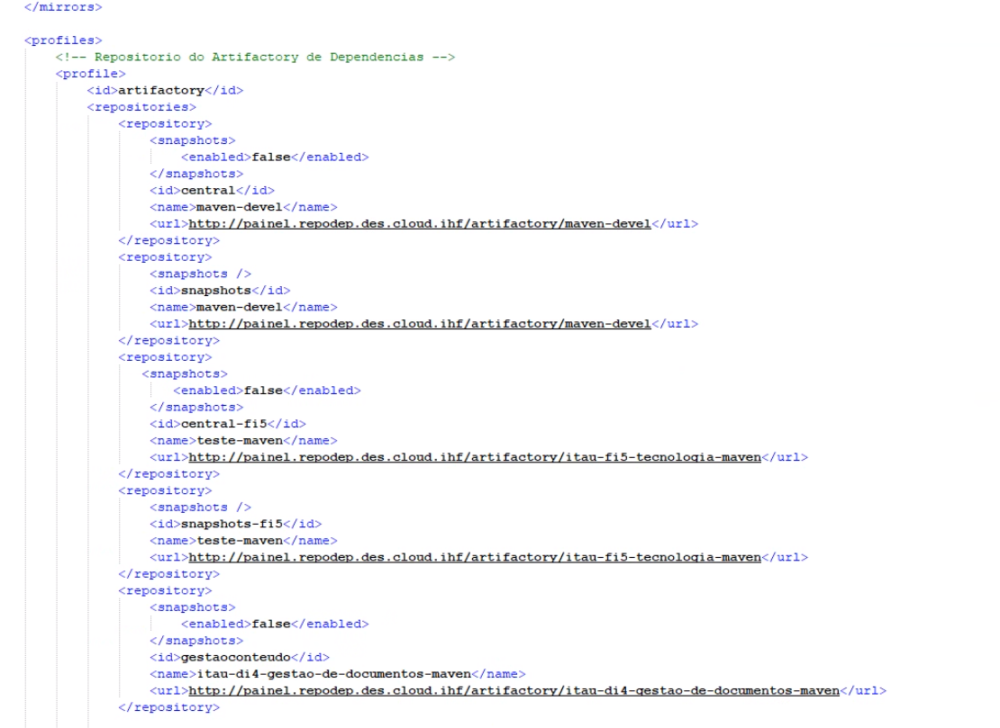 </mirrors>
<profiles>
<!-- Repositorio do Artifactory de Dependencias -->
<profile>
<id>artifactory</id>
<repositories>
<repository>
<snapshots>
<enabled>false</enabled>
</snapshots>
<id>central</id>
<name>maven-devel</name>
<url>http://painel.repodep.des.cloud.ihf/artifactory/maven-devel</url>
</repository>
<repository>
<snapshots />
<id>snapshots</id>
<name>maven-devel</name>
<url>http://painel.repodep.des.cloud.ihf/artifactory/maven-devel</url>
</repository>
<repository>
<snapshots>
<enabled>false</enabled>
</snapshots>
<id>central-fi5</id>
<name>teste-maven</name>
<url>http://painel.repodep.des.cloud.ihf/artifactory/itau-fi5-tecnologia-maven</url>
</repository>
<repository>
<snapshots />
<id>snapshots-fi5</id>
<name>teste-maven</name>
<url>http://painel.repodep.des.cloud.ihf/artifactory/itau-fi5-tecnologia-maven</url>
</repository>
<repository>
<snapshots>
<enabled>false</enabled>
</snapshots>
<id>gestaoconteudo</id>
<name>itau-di4-gestao-de-documentos-maven</name>
<url>http://painel.repodep.des.cloud.ihf/artifactory/itau-di4-gestao-de-documentos-maven</url>
</repository>